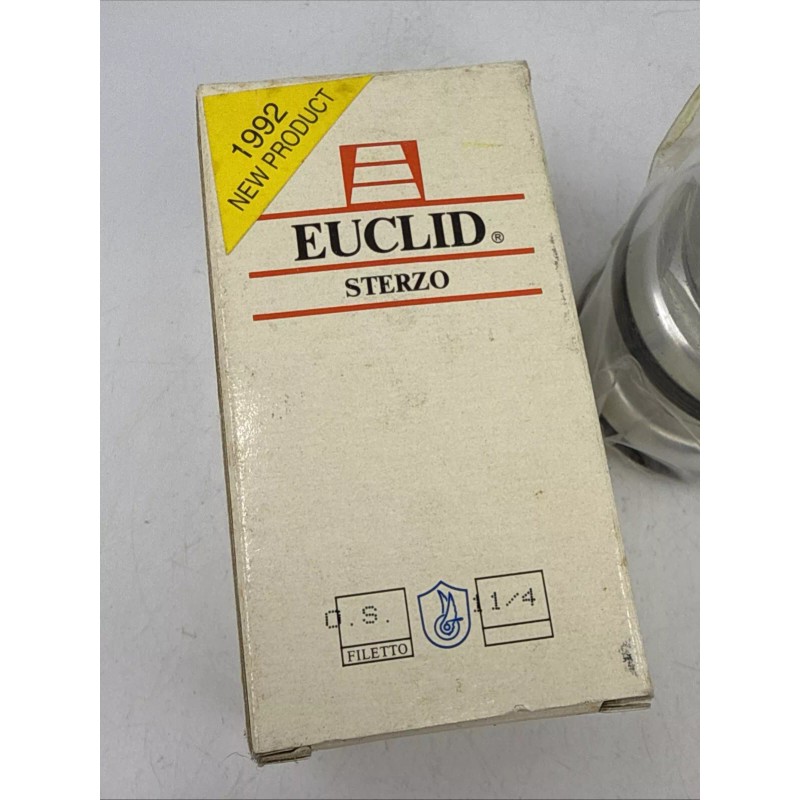 1992
NEW PRODUCT
EUCLID®
STERZO
O.S.
1 1/4
FILETTO